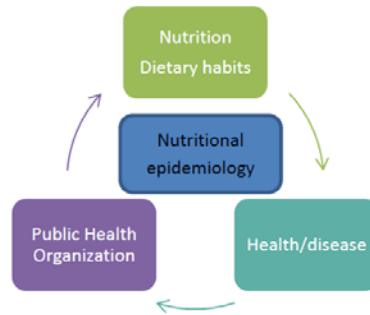 Nutrition
Dietary habits
Nutritional
epidemiology
Public Health
Organization
Health/disease